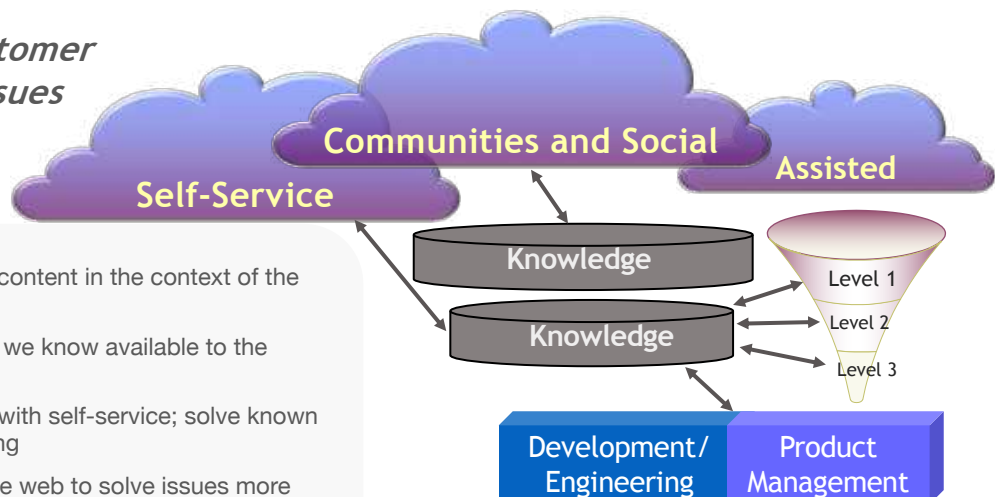 tomer
sues
Communities and Social
Assisted
Self-Service
Knowledge
Level 1
Knowledge
Level 2
Level 3
content in the context of the
we know available to the
with self-service; solve known
ng
e web to solve issues more
Development/
Engineering
Product
Management